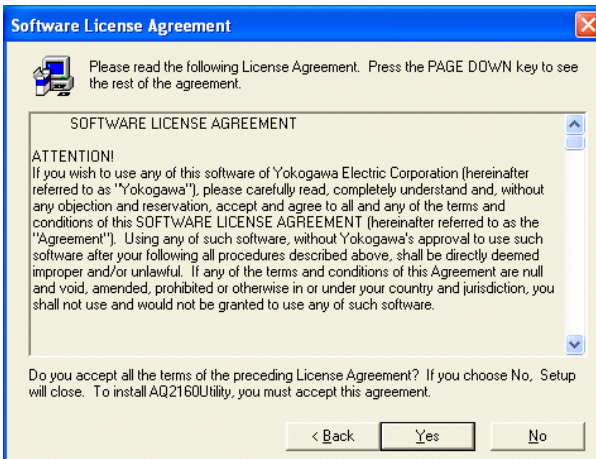 Software License Agreement
Please read the following License Agreement. Press the PAGE DOWN key to see
the rest of the agreement.
SOFTWARE LICENSE AGREEMENT
ATTENTION!
If you wish to use any of this software of Yokogawa Electric Corporation (hereinafter
referred to as "Yokogawa"), please carefully read, completely understand and, without
any objection and reservation, accept and agree to all and any of the terms and
conditions of this SOFTWARE LICENSE AGREEMENT (hereinafter referred to as the
"Agreement"). Using any of such software, without Yokogawa's approval to use such
software after your following all procedures described above, shall be directly deemed
improper and/or unlawful. If any of the terms and conditions of this Agreement are null
and void, amended, prohibited or otherwise in or under your country and jurisdiction, you
shall not use and would not be granted to use any of such software.
Do you accept all the terms of the preceding License Agreement? If you choose No, Setup
will close. To install AQ2160Utility, you must accept this agreement.
< Back
Yes
No